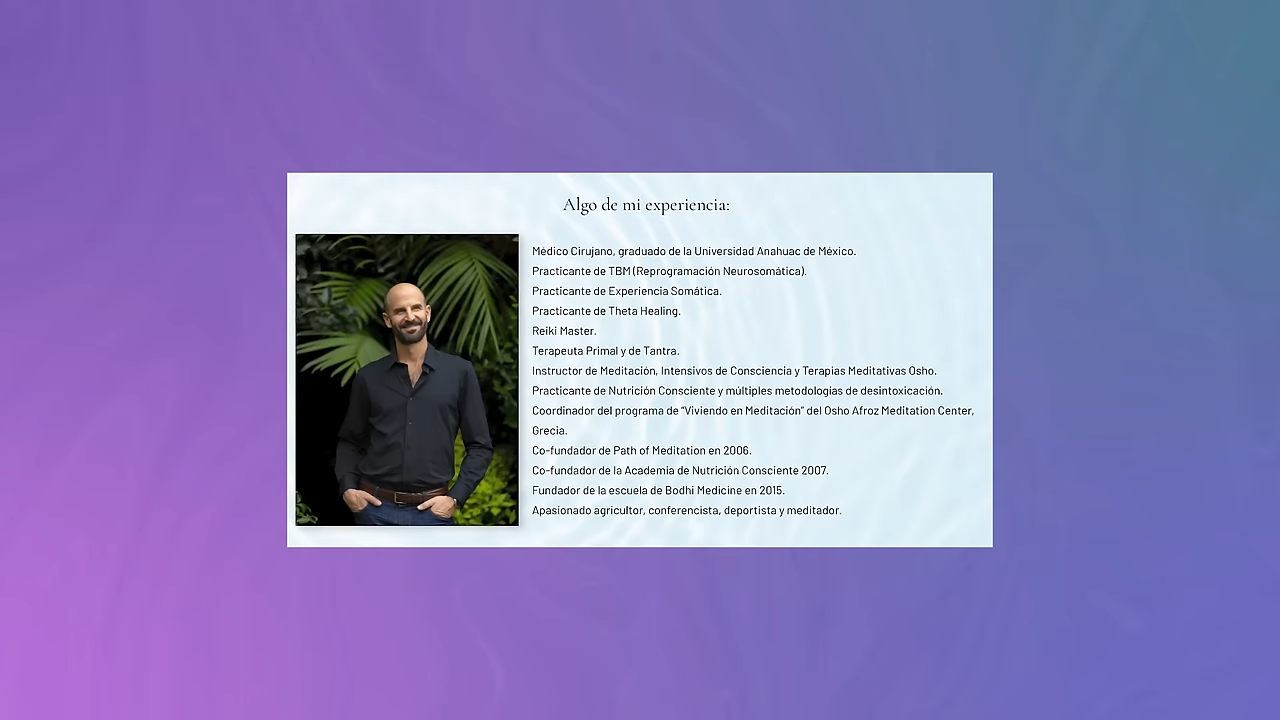 Algo de mi experiencia:
Médico Cirujano, graduado de la Universidad Anahuac de México.
Practicante de TBM (Reprogramación Neurosomática).
Practicante de Experiencia Somática.
Practicante de Theta Healing.
Reiki Master.
Terapeuta Primal y de Tantra.
Instructor de Meditación, Intensivos de Consciencia y Terapias Meditativas Osho.
Practicante de Nutrición Consciente y múltiples metodologías de desintoxicación.
Coordinador del programa de “Viviendo en Meditación” del Osho Afroz Meditation Center,
Grecia.
Co-fundador de Path of Meditation en 2006.
Co-fundador de la Academia de Nutrición Consciente 2007.
Fundador de la escuela de Bodhi Medicine en 2015.
Apasionado agricultor, conferencista, deportista y meditador.